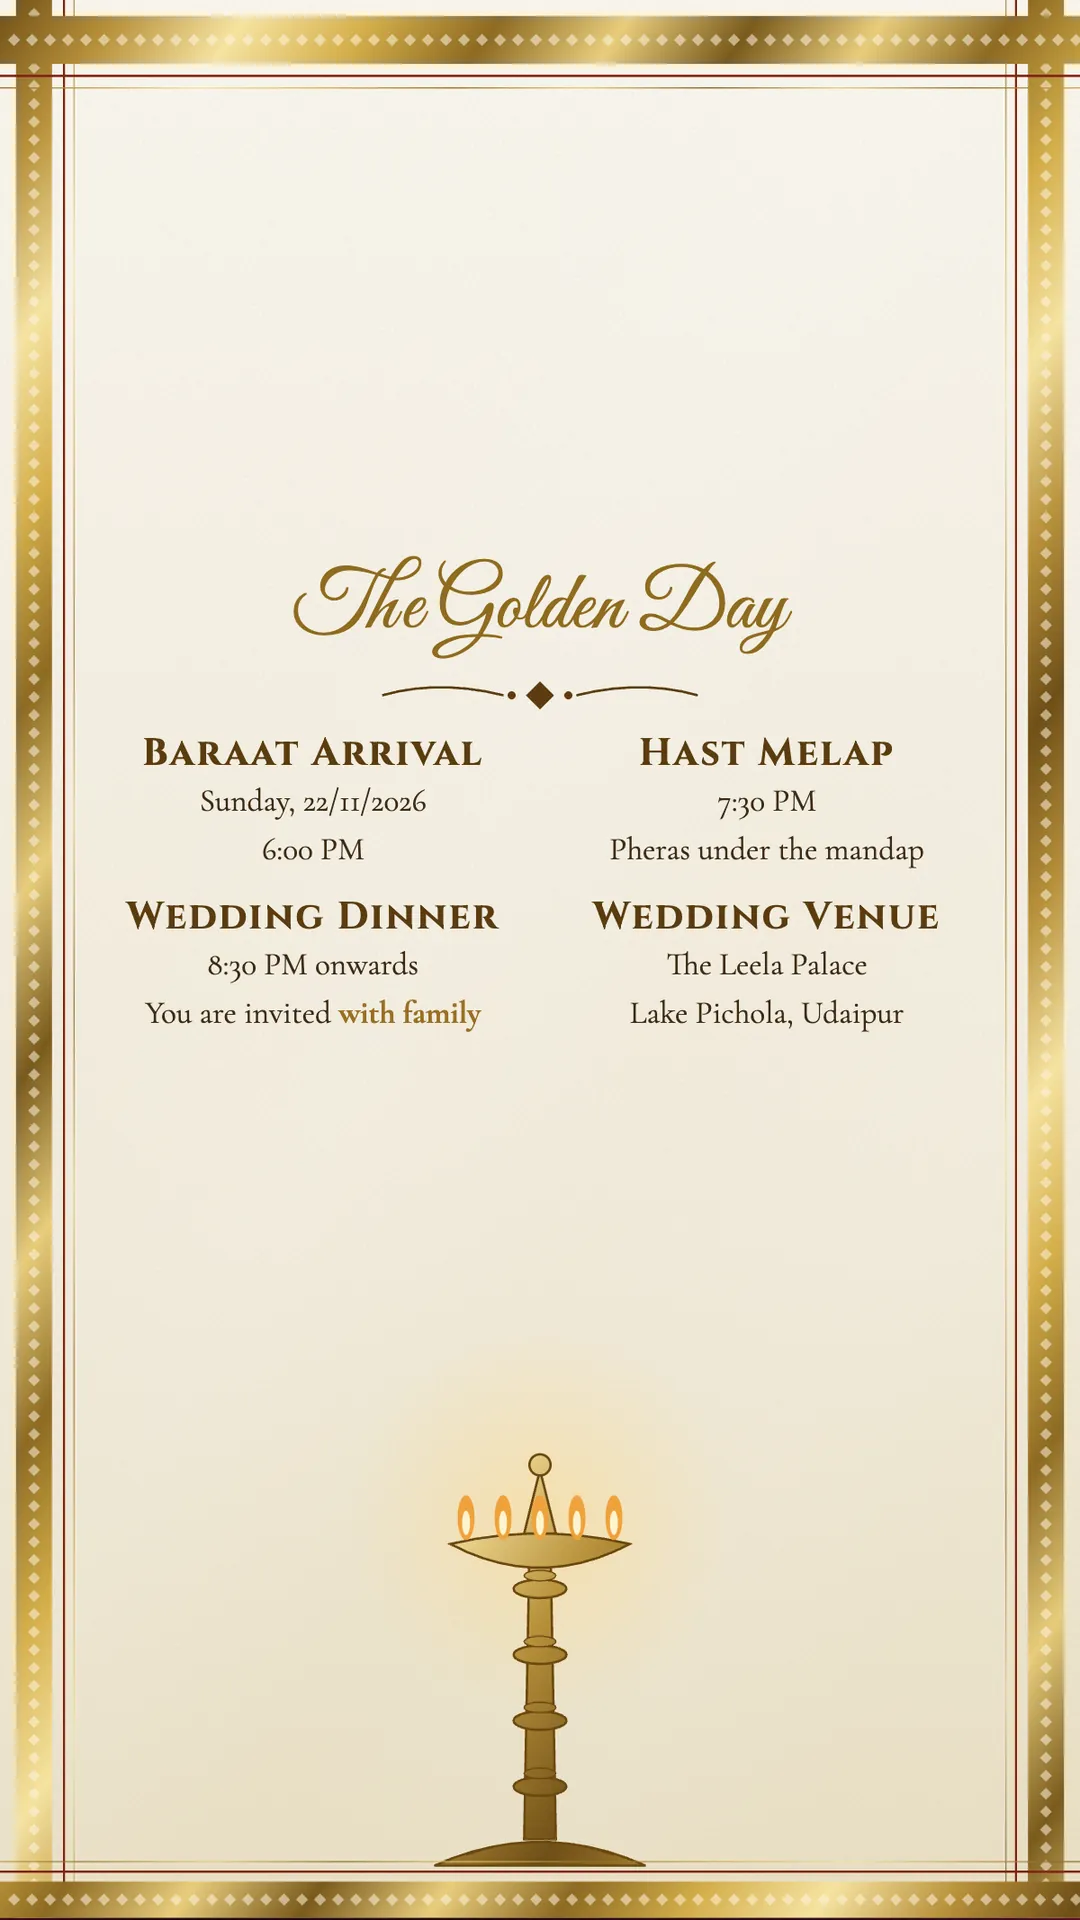 The Golden Day
Baraat Arrival
Sunday, 22/11/2026
6:00 PM
Hast Melap
7:30 PM
Pheras under the mandap
Wedding Dinner
8:30 PM onwards
You are invited with family
Wedding Venue
The Leela Palace
Lake Pichola, Udaipur